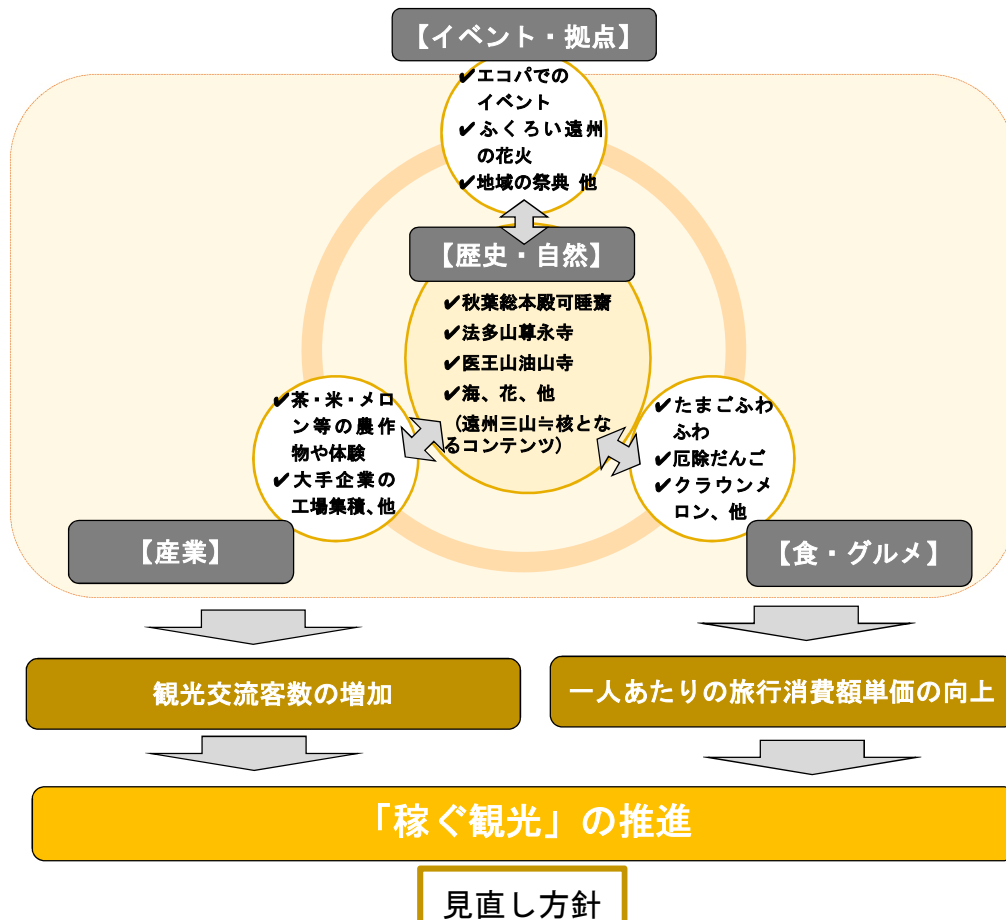 【イベント・拠点】
✔エコパでの
イベント
✔ふくろい遠州
の花火
✔地域の祭典 他
【歴史・自然】
✔秋葉総本殿可睡齋
✔法多山尊永寺
✔医王山油山寺
✔海、花、他
（遠州三山≒核とな
るコンテンツ）
✔茶・米・メロ
ン等の農作
物や体験
✔大手企業の
工場集積、他
【産業】
✔たまごふわ
ふわ
✔厄除だんご
✔クラウンメ
ロン、他
【食・グルメ】
観光交流客数の増加
一人あたりの旅行消費額単価の向上
「稼ぐ観光」の推進
見直し方針